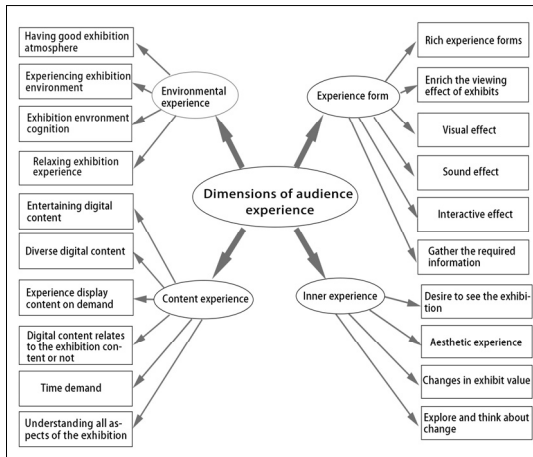 Having good exhibition
atmosphere
Experiencing exhibition
environment
Exhibition envronment
cognition
Relaxing exhibition
experience
Entertaining digital
content
Diverse digital content
Experience display
content on demand
Digital content relates
to the exhibition con-
tent or not
Time demand
Understanding all as-
pects of the exhibition
Environmental
experience
Experience form
Dimensions of audience
experience
Content experience
Inner experience
Rich experience forms
Enrich the viewing
effect of exhibits
Visual effect
Sound effect
Interactive effect
Gather the required
information
Desire to see the exhibi-
tion
Aesthetic experience
Changes in exhibit value
Explore and think about
change